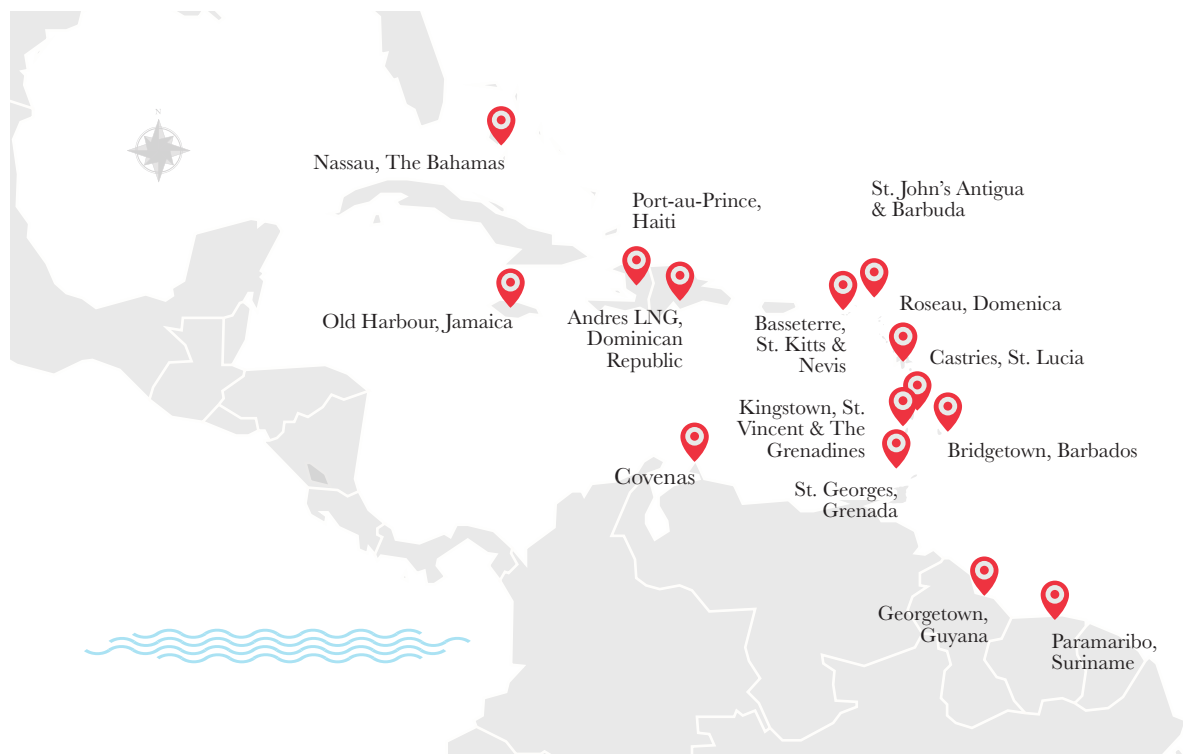 N
Nassau, The Bahamas
Port-au-Prince,
Haiti
St. John’s Antigua
& Barbuda
Old Harbour, Jamaica
Andres LNG,
Dominican
Republic
Basseterre,
St. Kitts &
Nevis
Roseau, Domenica
Castries, St. Lucia
Kingstown, St.
Vincent & The
Grenadines
Bridgetown, Barbados
Covenas
St. Georges,
Grenada
Georgetown,
Guyana
Paramaribo,
Suriname